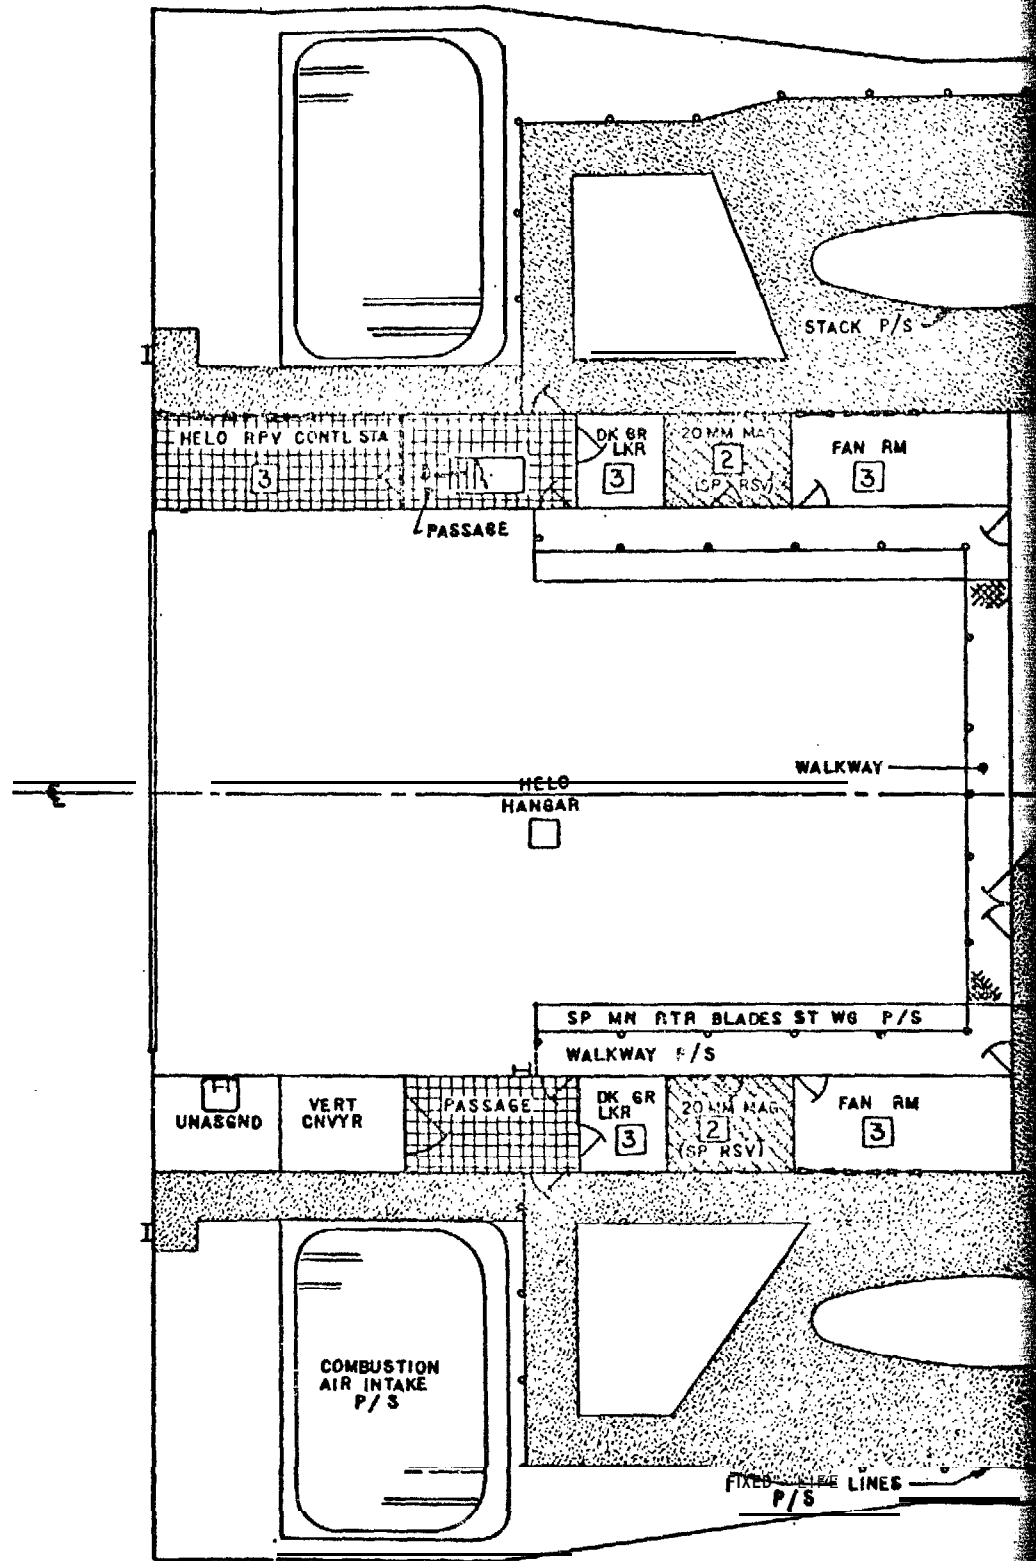 STACK P/S
HELO RPV CONTL STA
3
DK GR
LKR
3
20 MM MAG
2
(SP RSV)
FAN RM
3
PASSAGE
WALKWAY
HELO
HANGAR
SP MN RTR BLADES ST WG P/S
WALKWAY P/S
UNASGND
VERT
CNVYR
PASSAGE
DK GR
LKR
3
20 MM MAG
2
(SP RSV)
FAN RM
3
COMBUSTION
AIR INTAKE
P/S
FIXED LIFE LINES
P/S